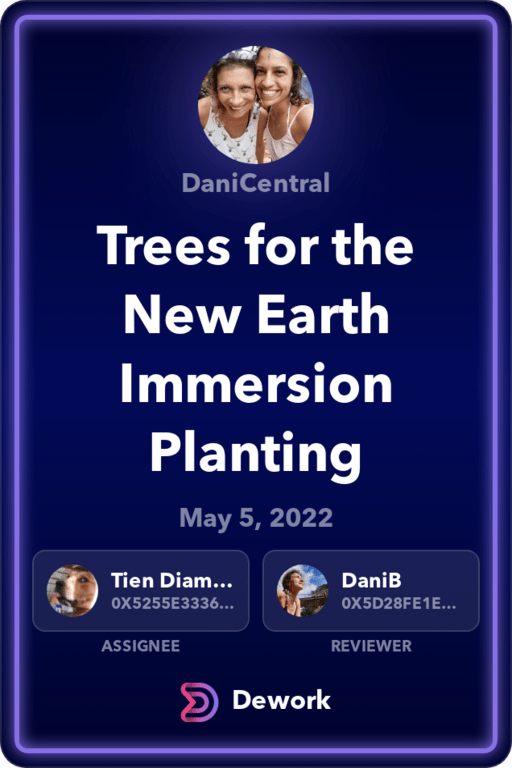 DaniCentral
Trees for the
New Earth
Immersion
Planting
May 5, 2022
Tien Diam...
0X5255E3336...
DaniB
0X5D28FE1E...
ASSIGNEE
REVIEWER
Dework